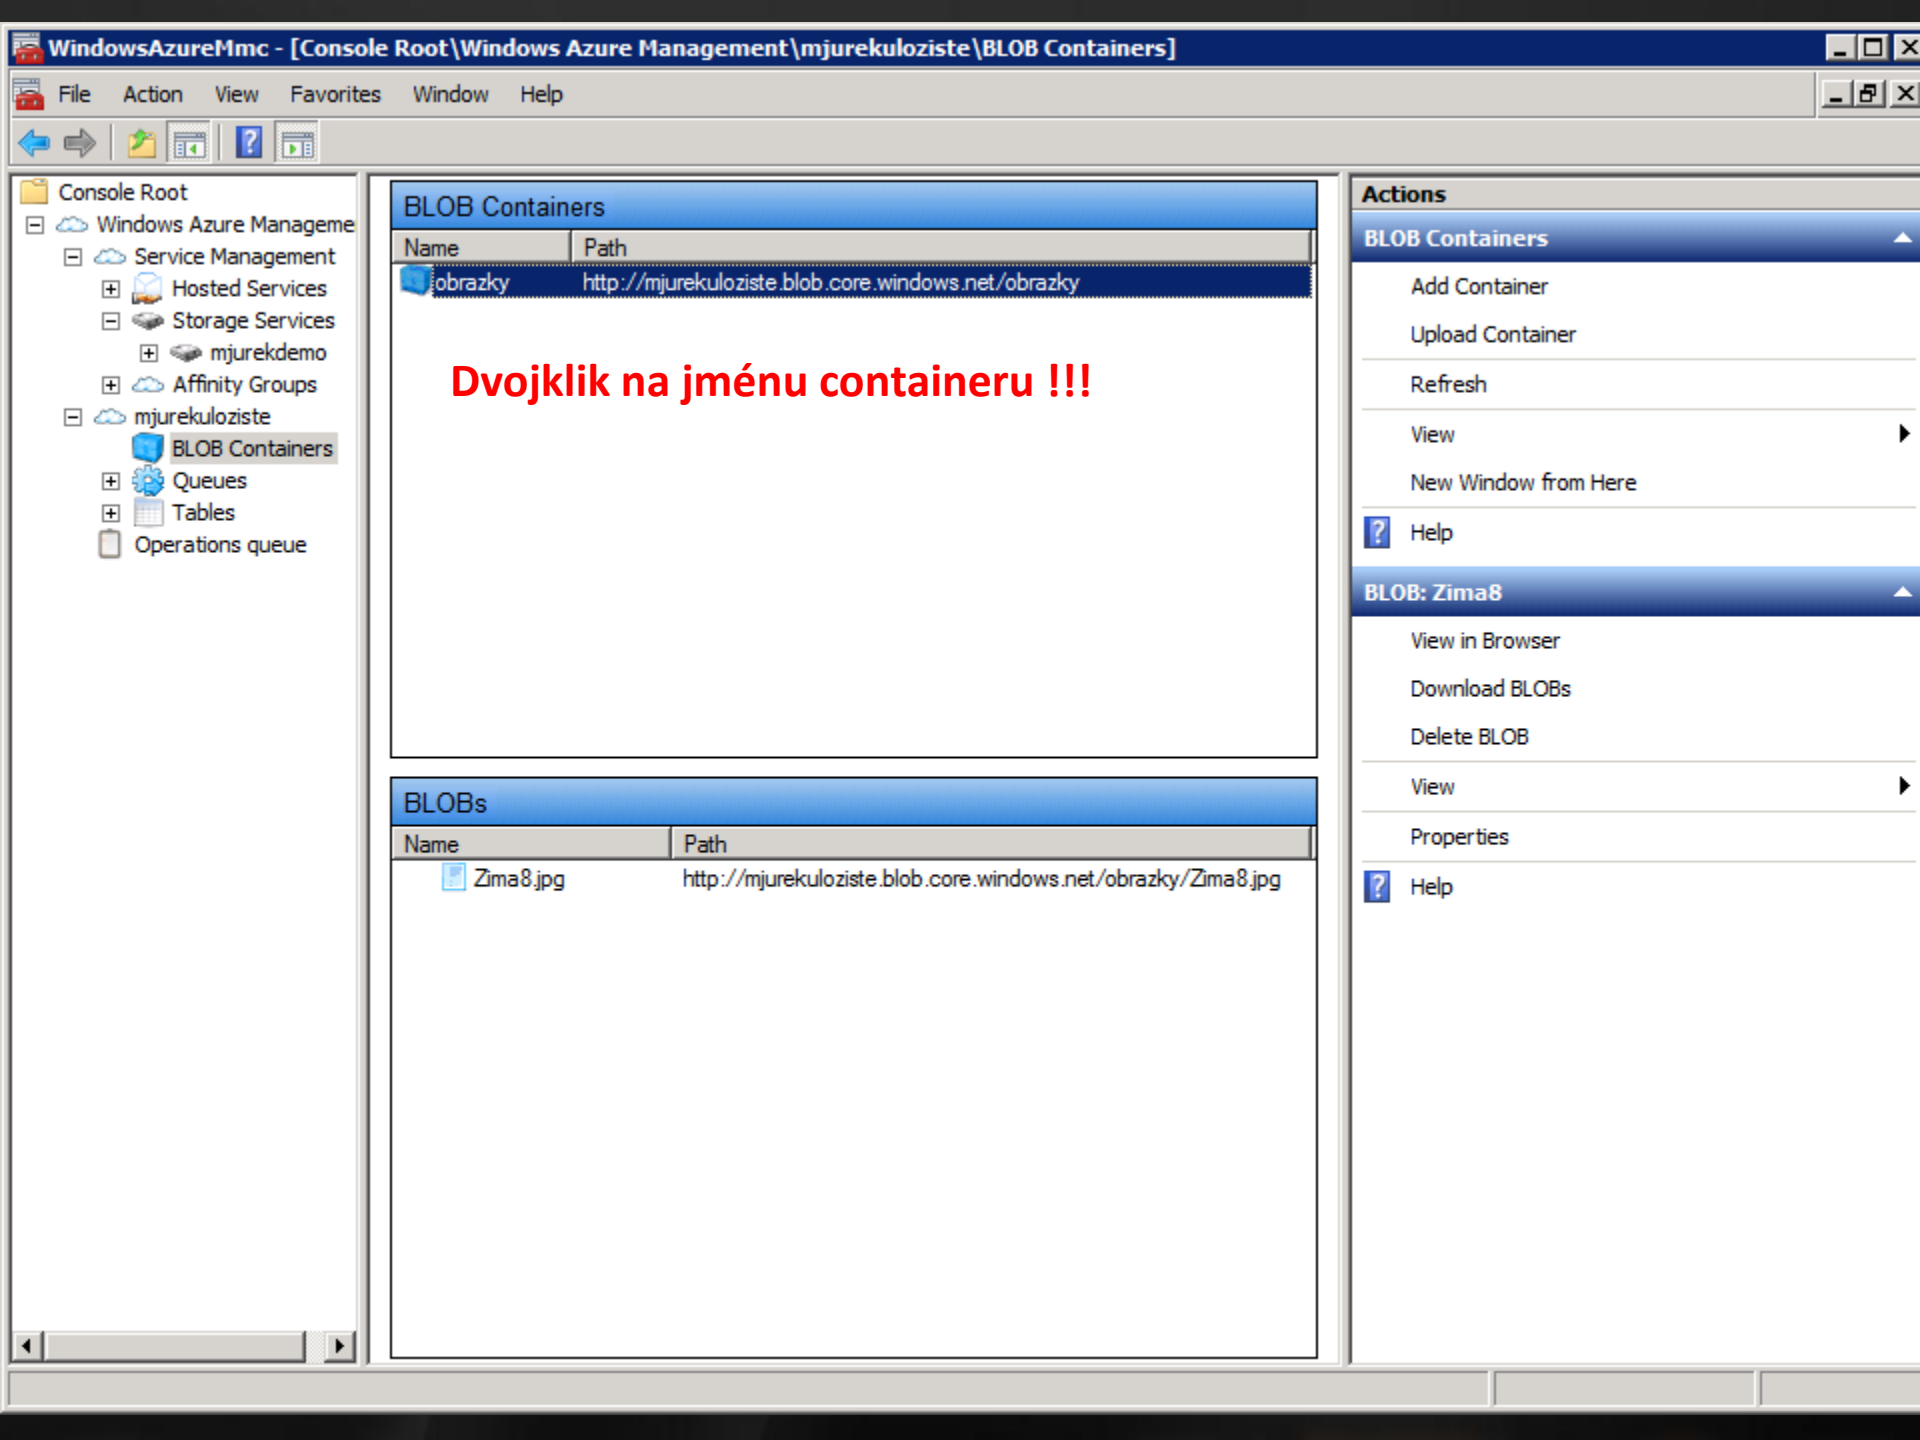 WindowsAzureMmc - [Console Root\Windows Azure Management\mjurekuloziste\BLOB Containers]
File Action View Favorites Window Help
Console Root
Windows Azure Manageme
Service Management
Hosted Services
Storage Services
mjurekdemo
Affinity Groups
mjurekuloziste
BLOB Containers
Queues
Tables
Operations queue
BLOB Containers
Name Path
obrazky http://mjurekuloziste.blob.core.windows.net/obrazky
Dvojklik na jménu containeru !!!
BLOBs
Name Path
Zima8.jpg http://mjurekuloziste.blob.core.windows.net/obrazky/Zima8.jpg
Actions
BLOB Containers
Add Container
Upload Container
Refresh
View
New Window from Here
Help
BLOB: Zima8
View in Browser
Download BLOBs
Delete BLOB
View
Properties
Help